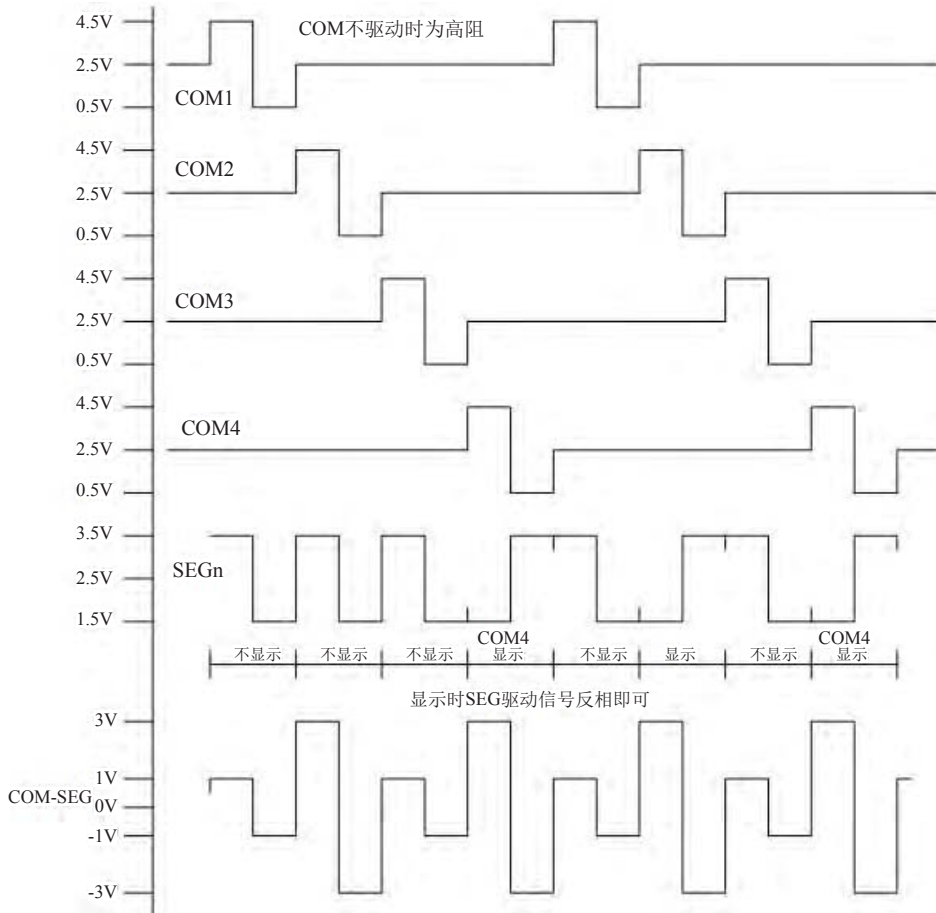 4.5V
COM不驱动时为高阻
2.5V
COM1
0.5V
4.5V
COM2
2.5V
0.5V
4.5V
COM3
2.5V
0.5V
4.5V
COM4
2.5V
0.5V
3.5V
SEGn
2.5V
1.5V
COM4 COM4
不显示 不显示 不显示 显示 不显示 显示 不显示 显示
显示时SEG驱动信号反相即可
3V
1V
COM-SEG 0V
-1V
-3V